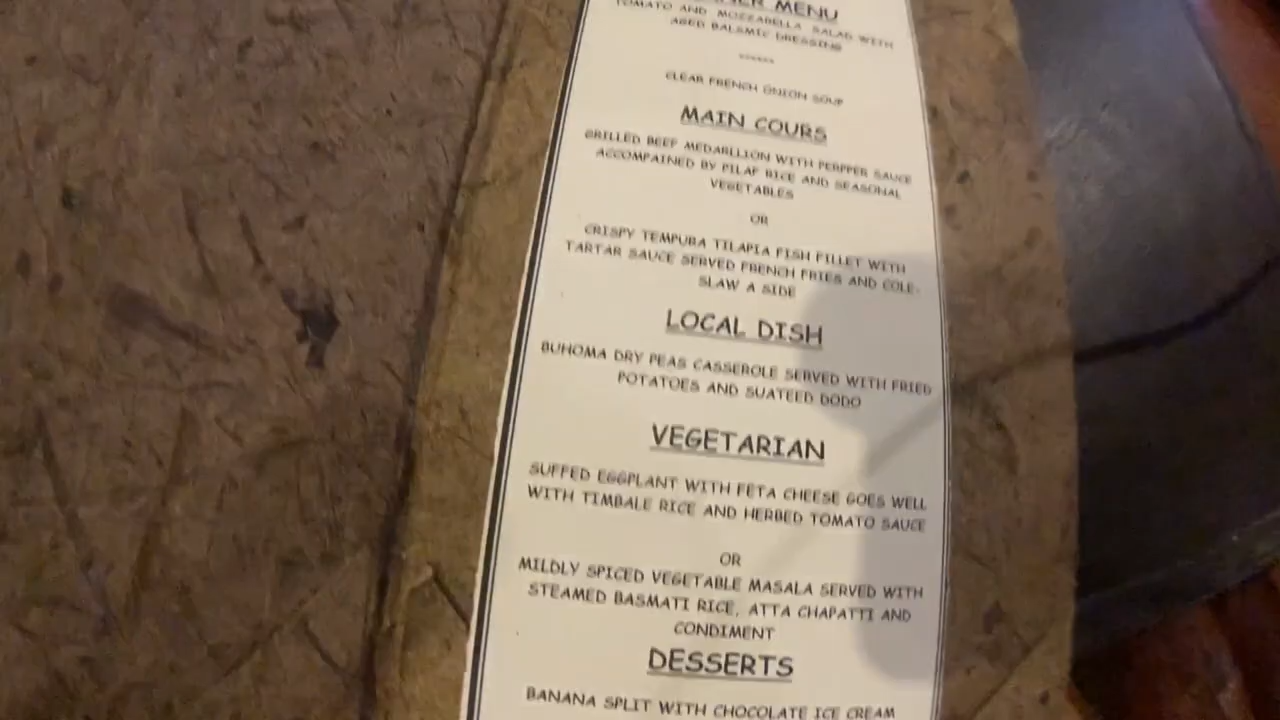 NER MENU
TOMATO AND MOZZARELLA SALAD WITH
AGED BALSMIC DRESSING
******
CLEAR FRENCH ONION SOUP
MAIN COURS
GRILLED BEEF MEDARLLION WITH PERPPER SAUCE
ACCOMPAINED BY PILAF RICE AND SEASONAL
VEGETABLES
OR
CRISPY TEMPURA TILAPIA FISH FILLET WITH
TARTAR SAUCE SERVED FRENCH FRIES AND COLE-
SLAW A SIDE
LOCAL DISH
BUHOMA DRY PEAS CASSEROLE SERVED WITH FRIED
POTATOES AND SUATEED DODO
VEGETARIAN
SUFFED EGGPLANT WITH FETA CHEESE GOES WELL
WITH TIMBALE RICE AND HERBED TOMATO SAUCE
OR
MILDLY SPICED VEGETABLE MASALA SERVED WITH
STEAMED BASMATI RICE, ATTA CHAPATTI AND
CONDIMENT
DESSERTS
BANANA SPLIT WITH CHOCOLATE ICE CREAM